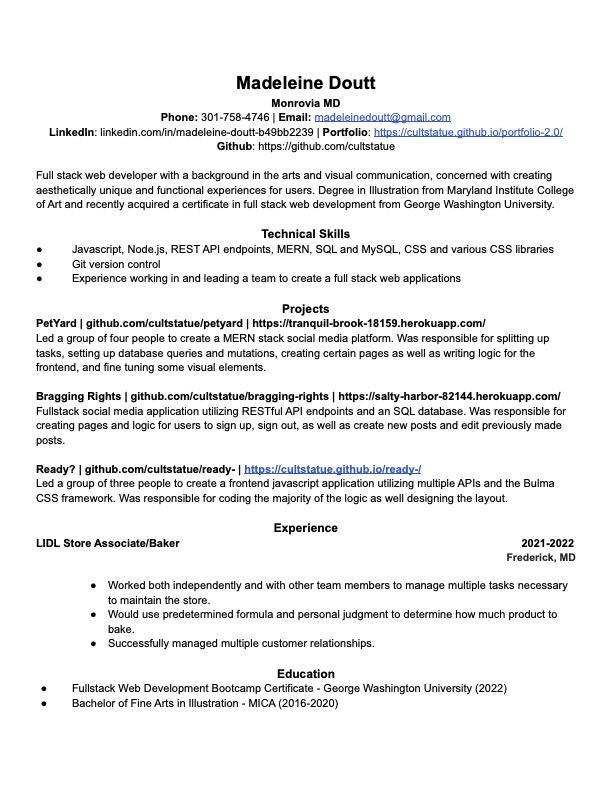 Madeleine Doutt
Monrovia MD
Phone: 301-758-4746 | Email: madeleinedoutt@gmail.com
LinkedIn: linkedin.com/in/madeleine-doutt-b49bb2239 | Portfolio: https://cultstatue.github.io/portfolio-2.0/
Github: https://github.com/cultstatue
Full stack web developer with a background in the arts and visual communication, concerned with creating
aesthetically unique and functional experiences for users. Degree in Illustration from Maryland Institute College
of Art and recently acquired a certificate in full stack web development from George Washington University.
Technical Skills
● Javascript, Node.js, REST API endpoints, MERN, SQL and MySQL, CSS and various CSS libraries
● Git version control
● Experience working in and leading a team to create a full stack web applications
Projects
PetYard | github.com/cultstatue/petyard | https://tranquil-brook-18159.herokuapp.com/
Led a group of four people to create a MERN stack social media platform. Was responsible for splitting up
tasks, setting up database queries and mutations, creating certain pages as well as writing logic for the
frontend, and fine tuning some visual elements.
Bragging Rights | github.com/cultstatue/bragging-rights | https://salty-harbor-82144.herokuapp.com/
Fullstack social media application utilizing RESTful API endpoints and an SQL database. Was responsible for
creating pages and logic for users to sign up, sign out, as well as create new posts and edit previously made
posts.
Ready? | github.com/cultstatue/ready- | https://cultstatue.github.io/ready-/
Led a group of three people to create a frontend javascript application utilizing multiple APIs and the Bulma
CSS framework. Was responsible for coding the majority of the logic as well designing the layout.
Experience
LIDL Store Associate/Baker 2021-2022
Frederick, MD
● Worked both independently and with other team members to manage multiple tasks necessary
to maintain the store.
● Would use predetermined formula and personal judgment to determine how much product to
bake.
● Successfully managed multiple customer relationships.
Education
● Fullstack Web Development Bootcamp Certificate - George Washington University (2022)
● Bachelor of Fine Arts in Illustration - MICA (2016-2020)